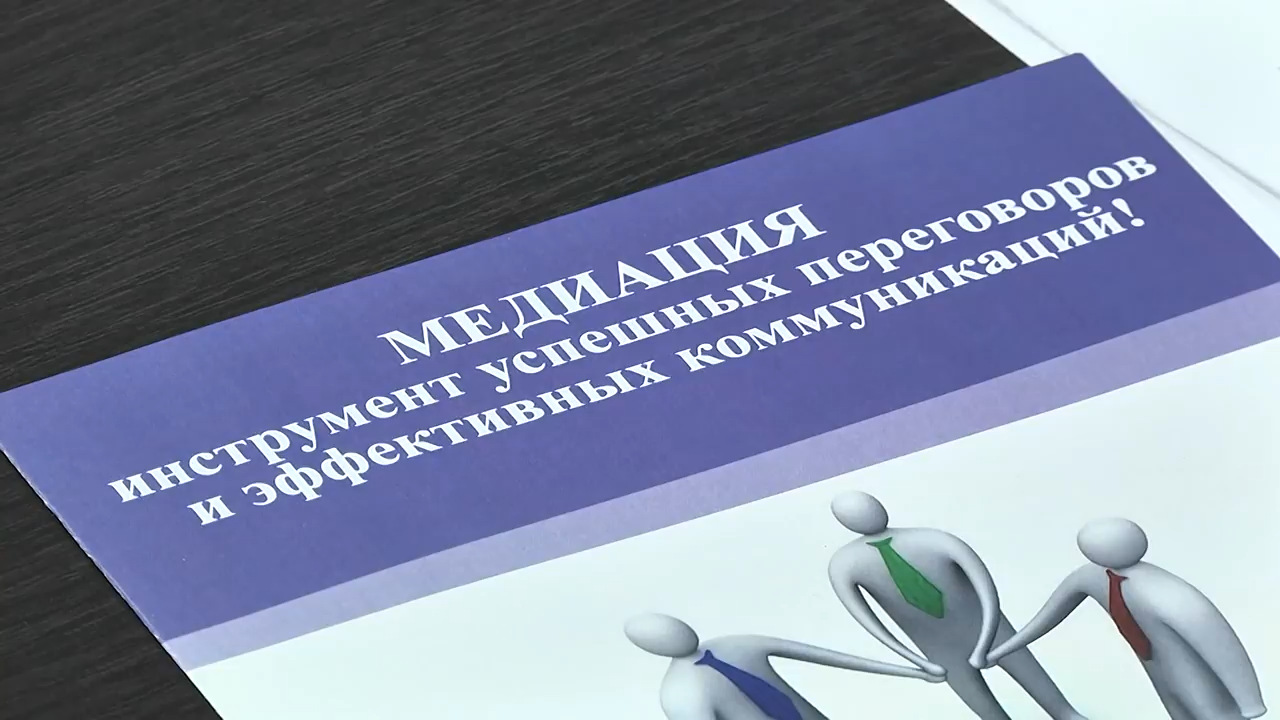 МЕДИАЦИЯ
инструмент успешных переговоров
и эффективных коммуникаций!